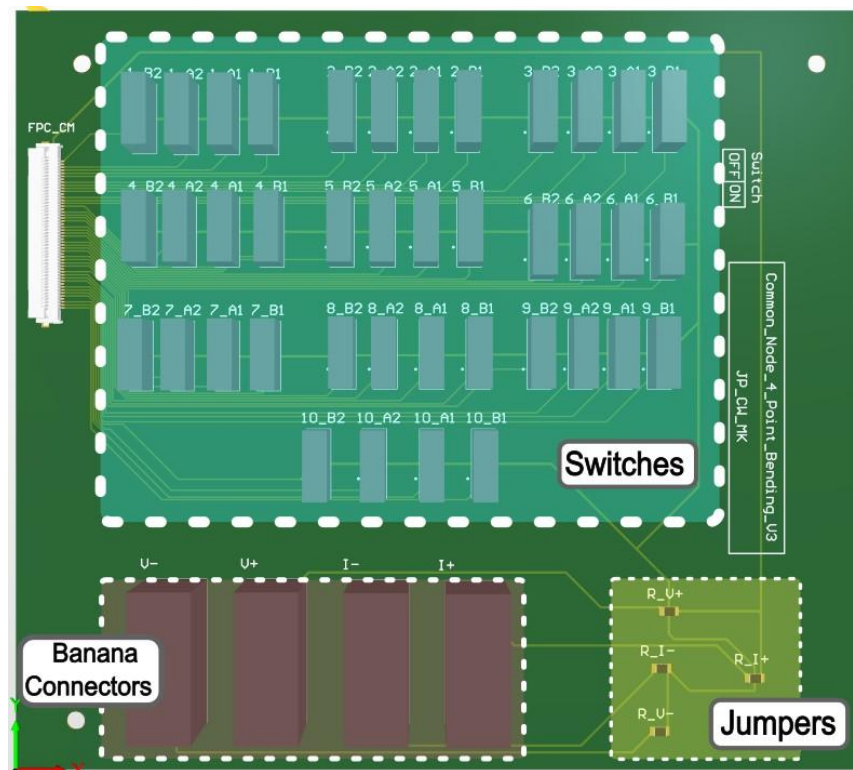 1_B2 1_A2 1_A1 1_B1 2_B2 2_A2 2_A1 2_B1 3_B2 3_A2 3_A1 3_B1
FPC_CM
Switch
OFF ON
4_B2 4_A2 4_A1 4_B1 5_B2 5_A2 5_A1 5_B1 6_B2 6_A2 6_A1 6_B1
Common_Node_4_Point_Bending_V3
JP_CW_MK
7_B2 7_A2 7_A1 7_B1 8_B2 8_A2 8_A1 8_B1 9_B2 9_A2 9_A1 9_B1
10_B2 10_A2 10_A1 10_B1
Switches
V- V+ I- I+
R_V+
R_I-
R_I+
R_V-
Banana
Connectors
Jumpers
Y
X